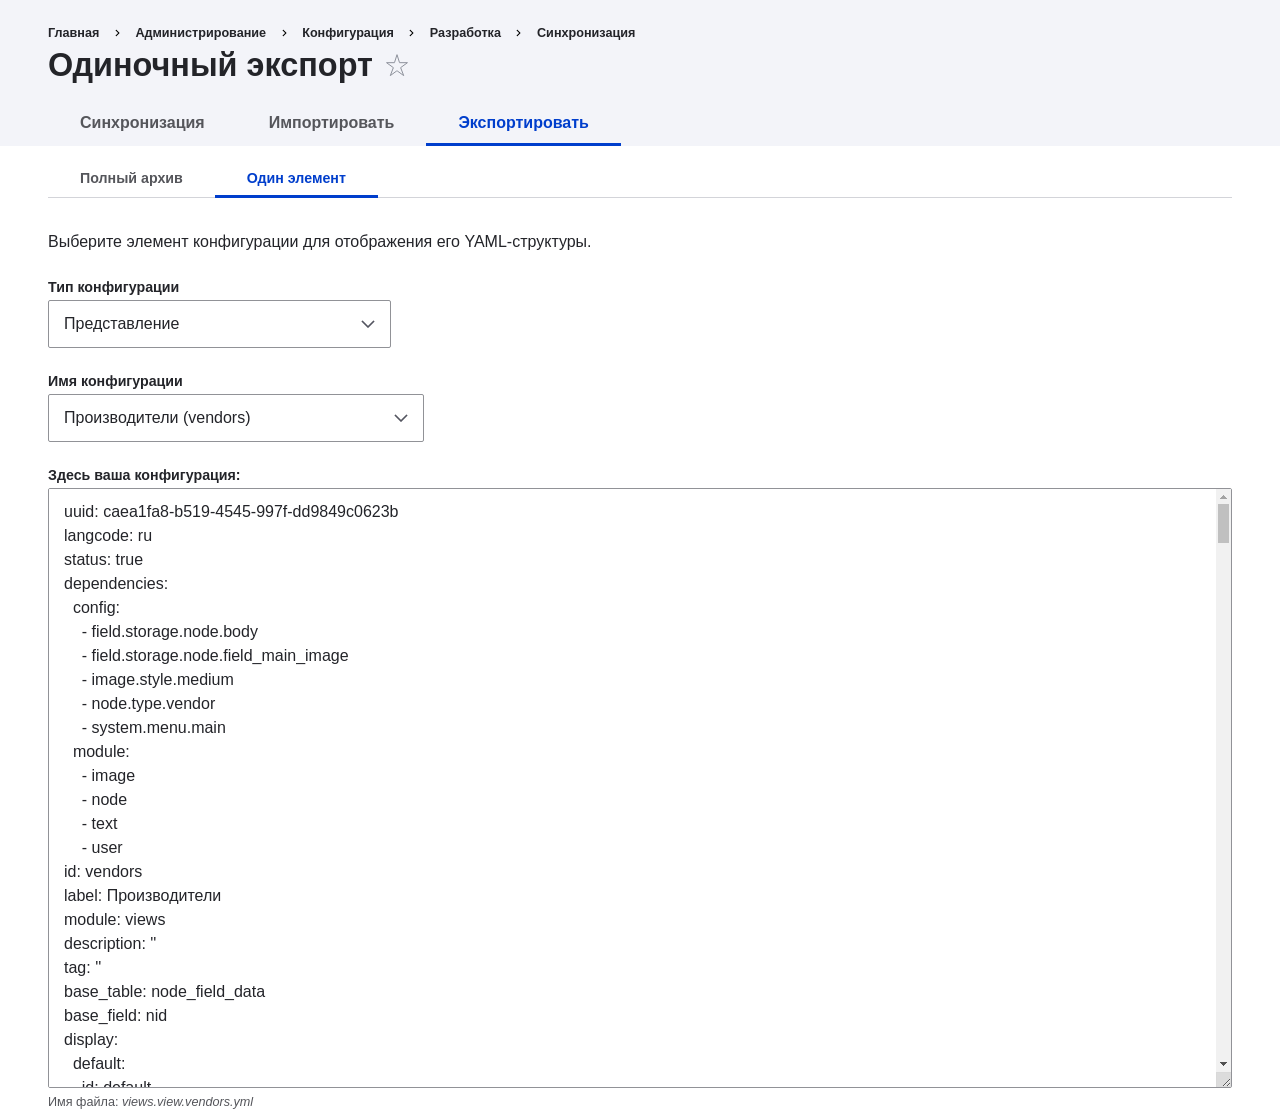 Главная › Администрирование › Конфигурация › Разработка › Синхронизация
Одиночный экспорт
Синхронизация Импортировать Экспортировать
Полный архив Один элемент
Выберите элемент конфигурации для отображения его YAML-структуры.
Тип конфигурации
Представление
Имя конфигурации
Производители (vendors)
Здесь ваша конфигурация:
uuid: caea1fa8-b519-4545-997f-dd9849c0623b
langcode: ru
status: true
dependencies:
  config:
    - field.storage.node.body
    - field.storage.node.field_main_image
    - image.style.medium
    - node.type.vendor
    - system.menu.main
  module:
    - image
    - node
    - text
    - user
id: vendors
label: Производители
module: views
description: ''
tag: ''
base_table: node_field_data
base_field: nid
display:
  default:
    id: default
Имя файла: views.view.vendors.yml